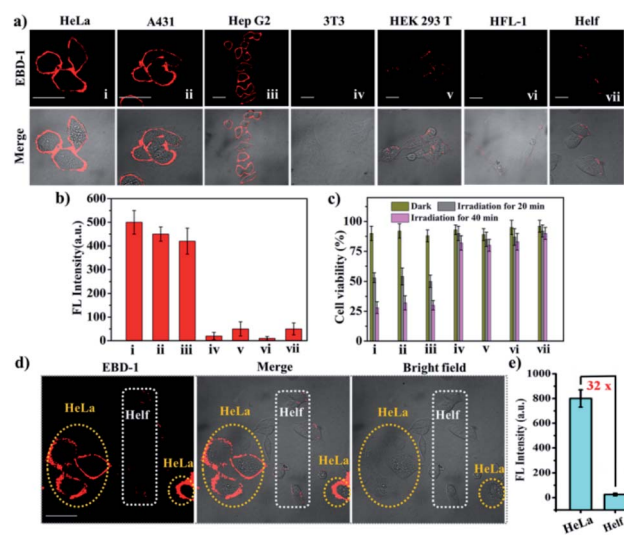 a) HeLa A431 Hep G2 3T3 HEK 293 T HFL-1 Helf
EBD-1
i ii iii iv v vi vii
Merge
b)
FL Intensity(a.u.)
500
400
300
200
100
0
i ii iii iv v vi vii
c)
Dark Irradiation for 20 min
Irradiation for 40 min
Cell viability (%)
100
75
50
25
0
i ii iii iv v vi vii
d) EBD-1 Merge Bright field
HeLa Helf HeLa
HeLa Helf HeLa
HeLa Helf HeLa
e)
32 x
FL Intensity (a.u.)
800
600
400
200
0
HeLa Helf